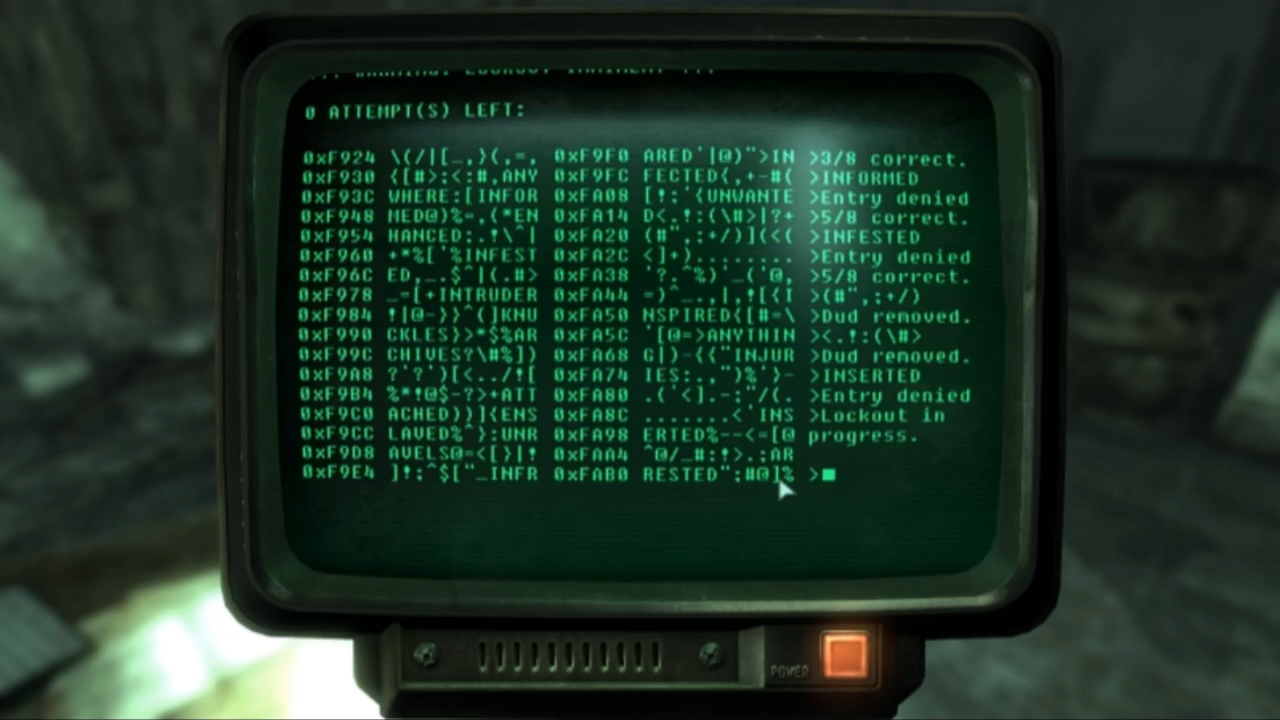 !!! WARNING: LOCKOUT IMMINENT !!!
0 ATTEMPT(S) LEFT:
0xF924 \(/|[_,}(,=, 0xF9F0 ARED'|@)">IN >3/8 correct.
0xF930 {[#>:<:#,ANY 0xF9FC FECTED{,+-#( >INFORMED
0xF93C WHERE:[INFOR 0xFA08 [!:'{UNWANTE >Entry denied
0xF948 MED@)%=,(*EN 0xFA14 D<.!:(\#>|?+ >5/8 correct.
0xF954 HANCED:.!\^| 0xFA20 (#",:+/)](<( >INFESTED
0xF960 +*%['%INFEST 0xFA2C <]+)........ >Entry denied
0xF96C ED,_.$^|(.#> 0xFA38 '?.^%)'_('@, >5/8 correct.
0xF978 _=[+INTRUDER 0xFA44 =)^_.,|,![{I >(#",:+/)
0xF984 !|@-}}^(]KNU 0xFA50 NSPIRED{[#=\ >Dud removed.
0xF990 CKLES}>*$%AR 0xFA5C '[@=>ANYTHIN ><.!:(\#>
0xF99C CHIVES?\#%]) 0xFA68 G|)-{{"INJUR >Dud removed.
0xF9A8 ?'?')[<../![ 0xFA74 IES:.,")%'}- >INSERTED
0xF9B4 %*!@$-?>+ATT 0xFA80 .('<].-:"/(. >Entry denied
0xF9C0 ACHED))]{ENS 0xFA8C .......<'INS >Lockout in
0xF9CC LAVED%^}:UNR 0xFA98 ERTED%--<=[@ progress.
0xF9D8 AVELS@=<[}|! 0xFAA4 ^@/_#:!>.;AR
0xF9E4 ]!;^$["_INFR 0xFAB0 RESTED";#@]% >■
POWER